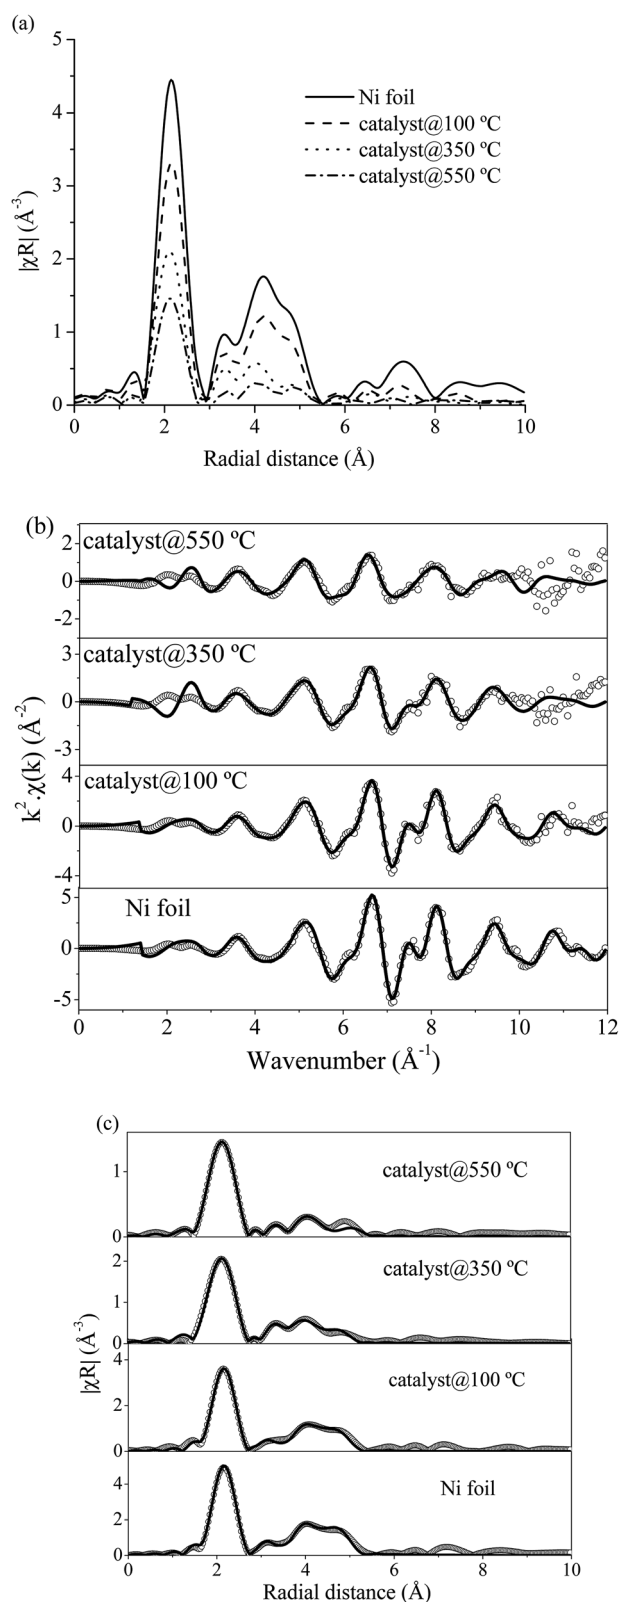 (a)
5
4
3
2
1
0
|χR| (Å⁻³)
Ni foil
catalyst@100 ºC
catalyst@350 ºC
catalyst@550 ºC
0 2 4 6 8 10
Radial distance (Å)
(b)
catalyst@550 ºC
2
0
-2
catalyst@350 ºC
3
0
-3
k².χ(k) (Å⁻²)
catalyst@100 ºC
4
0
-4
Ni foil
5
0
-5
0 2 4 6 8 10 12
Wavenumber (Å⁻¹)
(c)
catalyst@550 ºC
1
0
catalyst@350 ºC
2
1
0
|χR| (Å⁻³)
catalyst@100 ºC
4
2
0
Ni foil
4
2
0
0 2 4 6 8 10
Radial distance (Å)